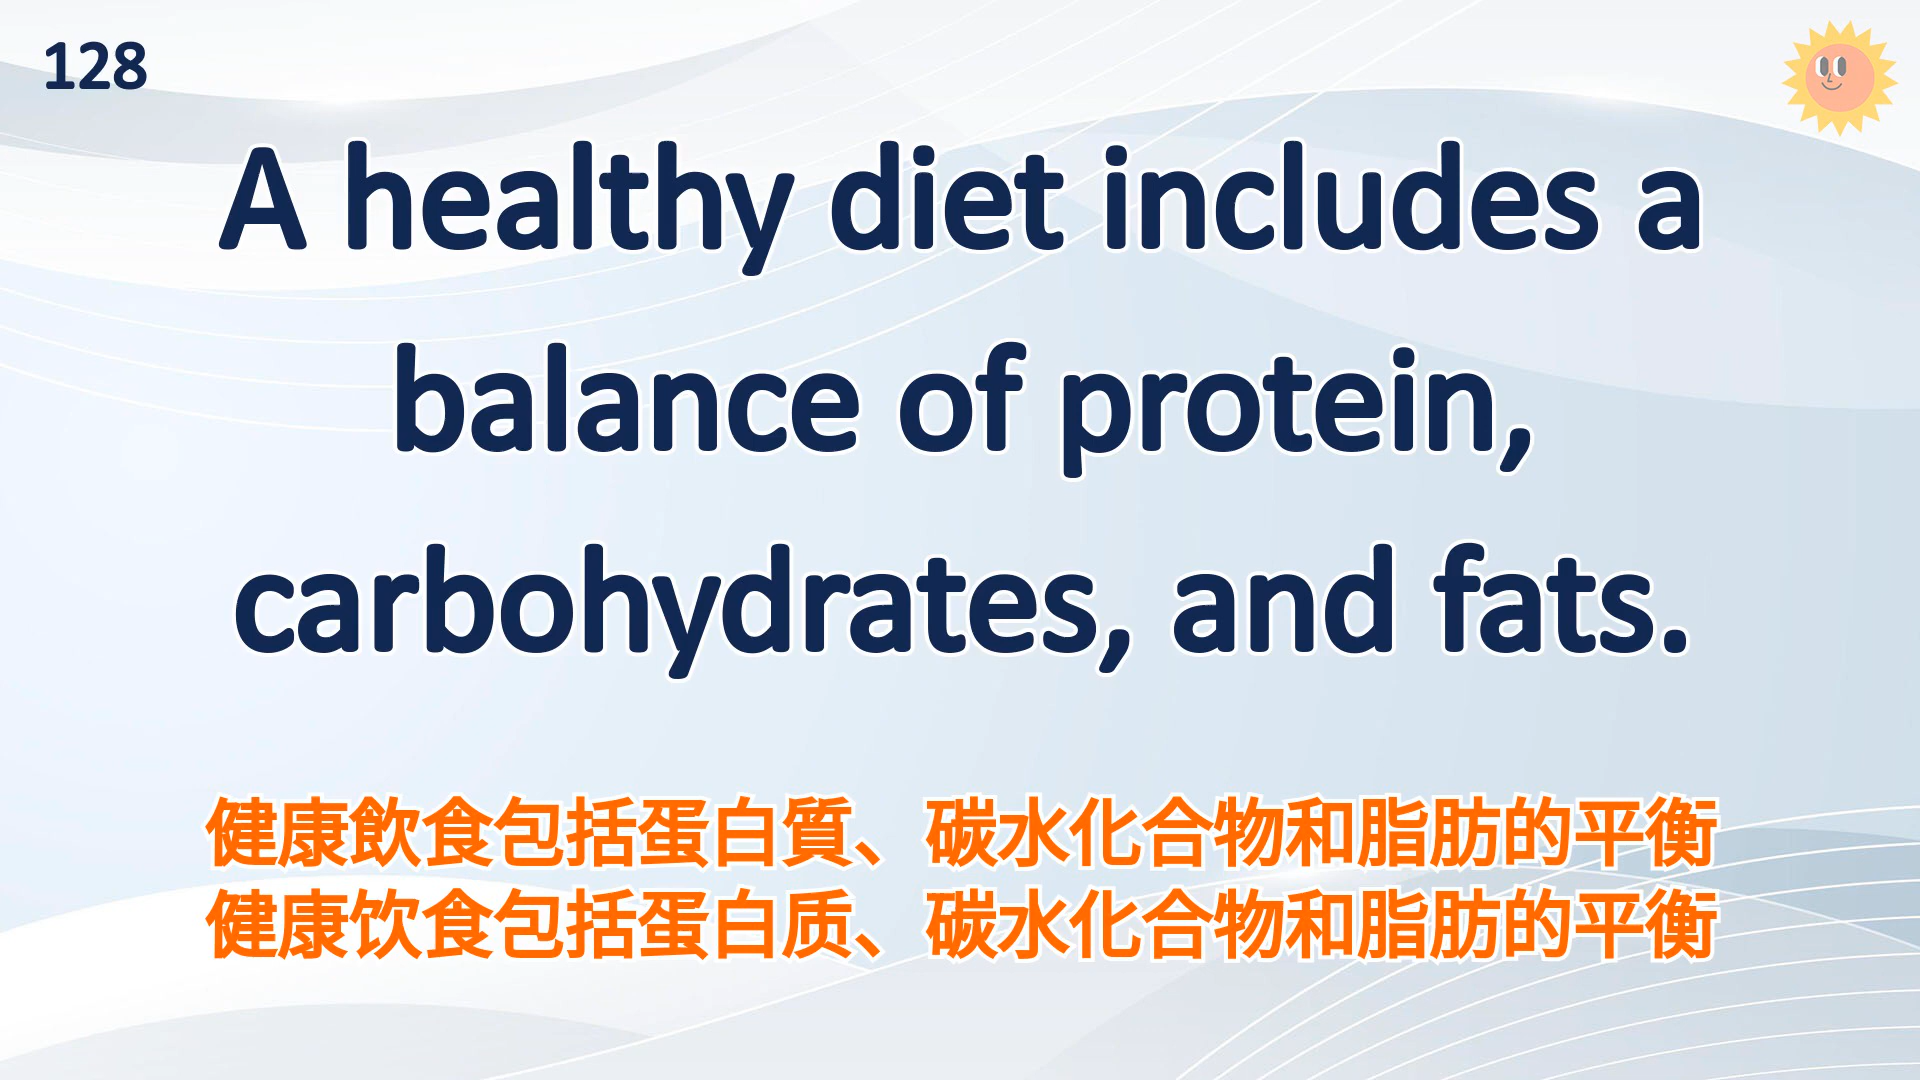 128
A healthy diet includes a
balance of protein,
carbohydrates, and fats.
健康飲食包括蛋白質、碳水化合物和脂肪的平衡
健康饮食包括蛋白质、碳水化合物和脂肪的平衡